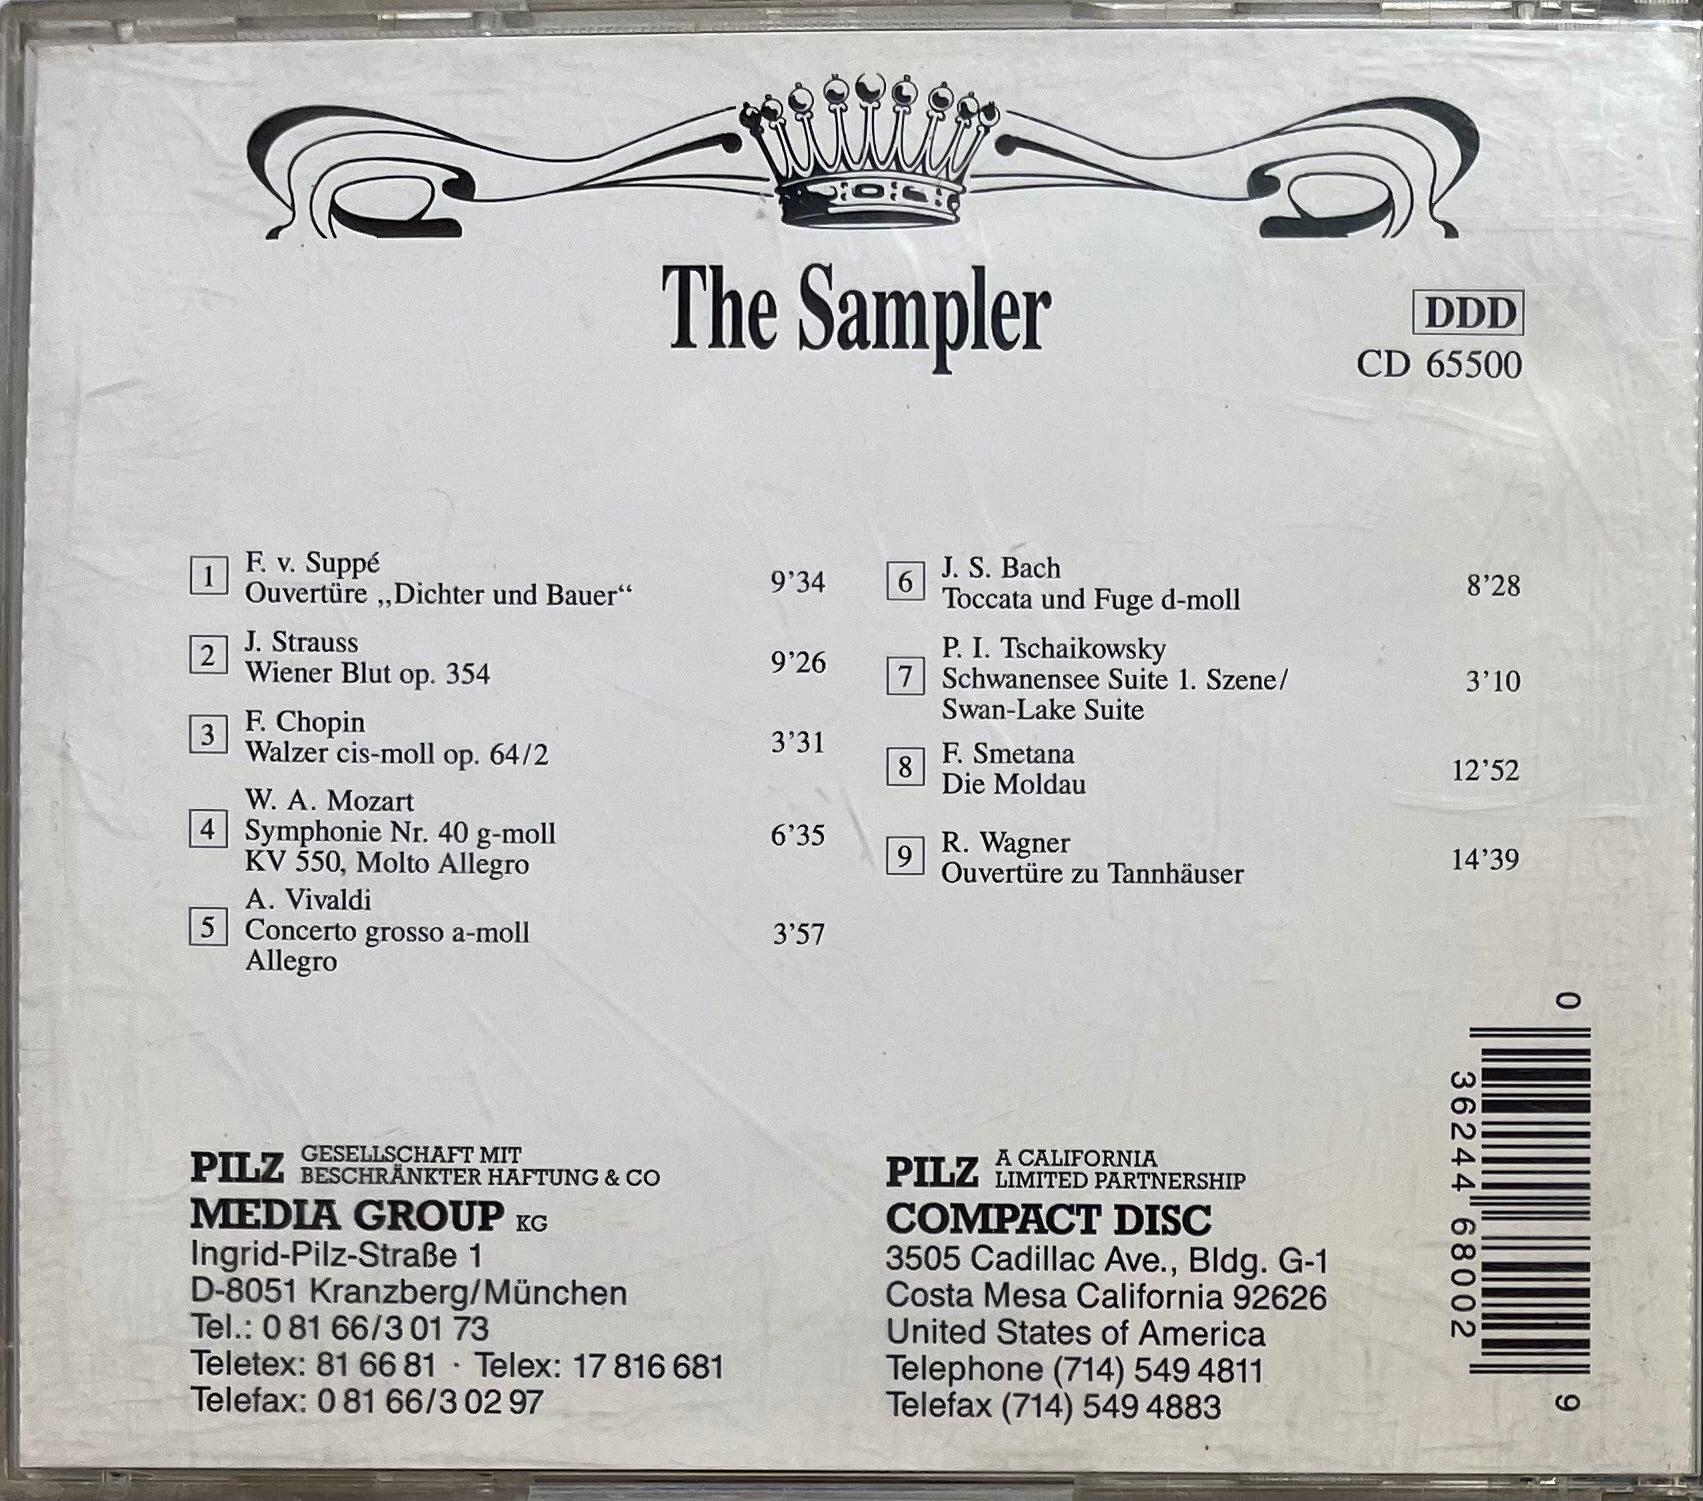 The Sampler
DDD
CD 65500
1 F. v. Suppé
Ouvertüre „Dichter und Bauer“ 9’34
2 J. Strauss
Wiener Blut op. 354 9’26
3 F. Chopin
Walzer cis-moll op. 64/2 3’31
W. A. Mozart
4 Symphonie Nr. 40 g-moll 6’35
KV 550, Molto Allegro
A. Vivaldi
5 Concerto grosso a-moll 3’57
Allegro
6 J. S. Bach
Toccata und Fuge d-moll 8’28
P. I. Tschaikowsky
7 Schwanensee Suite 1. Szene/ 3’10
Swan-Lake Suite
8 F. Smetana
Die Moldau 12’52
9 R. Wagner
Ouvertüre zu Tannhäuser 14’39
PILZ GESELLSCHAFT MIT
BESCHRÄNKTER HAFTUNG & CO
MEDIA GROUP KG
Ingrid-Pilz-Straße 1
D-8051 Kranzberg/München
Tel.: 0 81 66/3 01 73
Teletex: 81 66 81 · Telex: 17 816 681
Telefax: 0 81 66/3 02 97
PILZ A CALIFORNIA
LIMITED PARTNERSHIP
COMPACT DISC
3505 Cadillac Ave., Bldg. G-1
Costa Mesa California 92626
United States of America
Telephone (714) 549 4811
Telefax (714) 549 4883
0 36244 68002 9